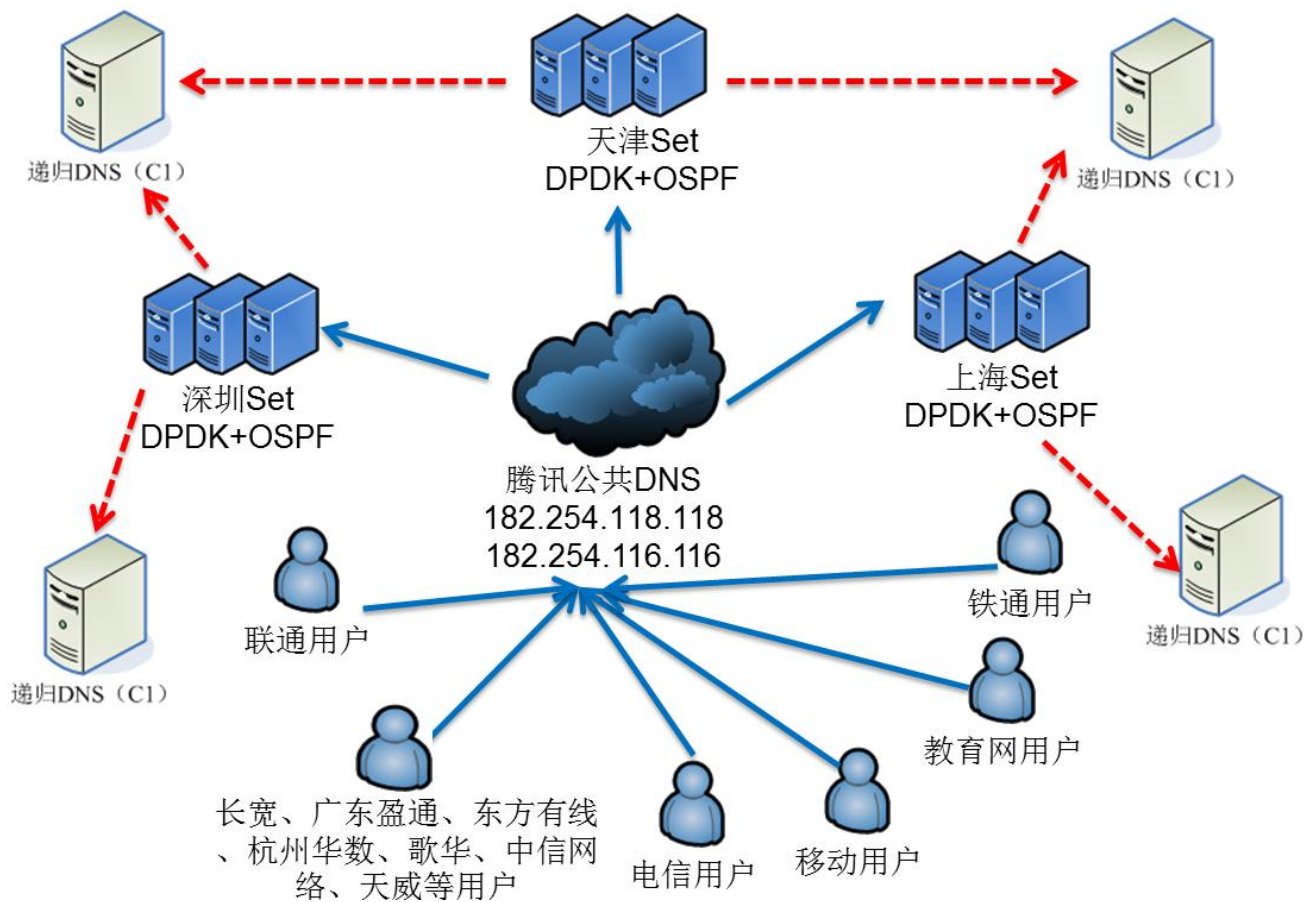 天津Set
DPDK+OSPF
递归DNS（C1）
递归DNS（C1）
深圳Set
DPDK+OSPF
上海Set
DPDK+OSPF
腾讯公共DNS
182.254.118.118
182.254.116.116
联通用户
铁通用户
递归DNS（C1）
递归DNS（C1）
教育网用户
长宽、广东盈通、东方有线
、杭州华数、歌华、中信网
络、天威等用户
电信用户
移动用户